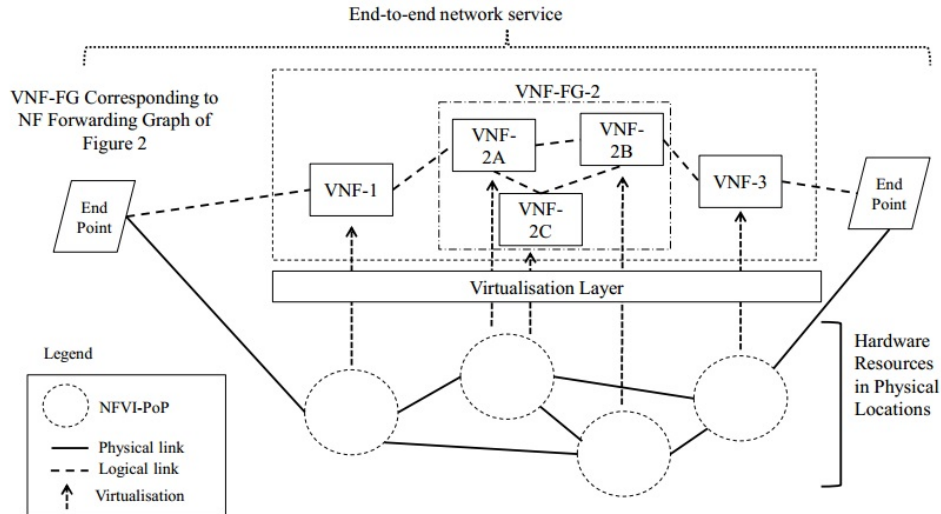 End-to-end network service
VNF-FG Corresponding to
NF Forwarding Graph of
Figure 2
VNF-FG-2
VNF-
2A
VNF-
2B
VNF-1
VNF-3
VNF-
2C
End
Point
End
Point
Virtualisation Layer
Hardware
Resources
in Physical
Locations
Legend
NFVI-PoP
Physical link
Logical link
Virtualisation